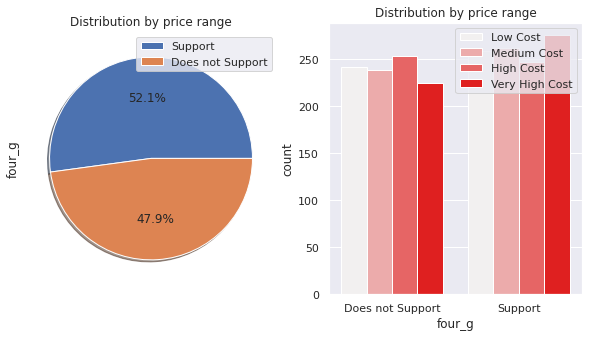 Distribution by price range
Support
Does not Support
52.1%
47.9%
four_g
Distribution by price range
Low Cost
Medium Cost
High Cost
Very High Cost
250
200
150
100
50
0
count
Does not Support
Support
four_g